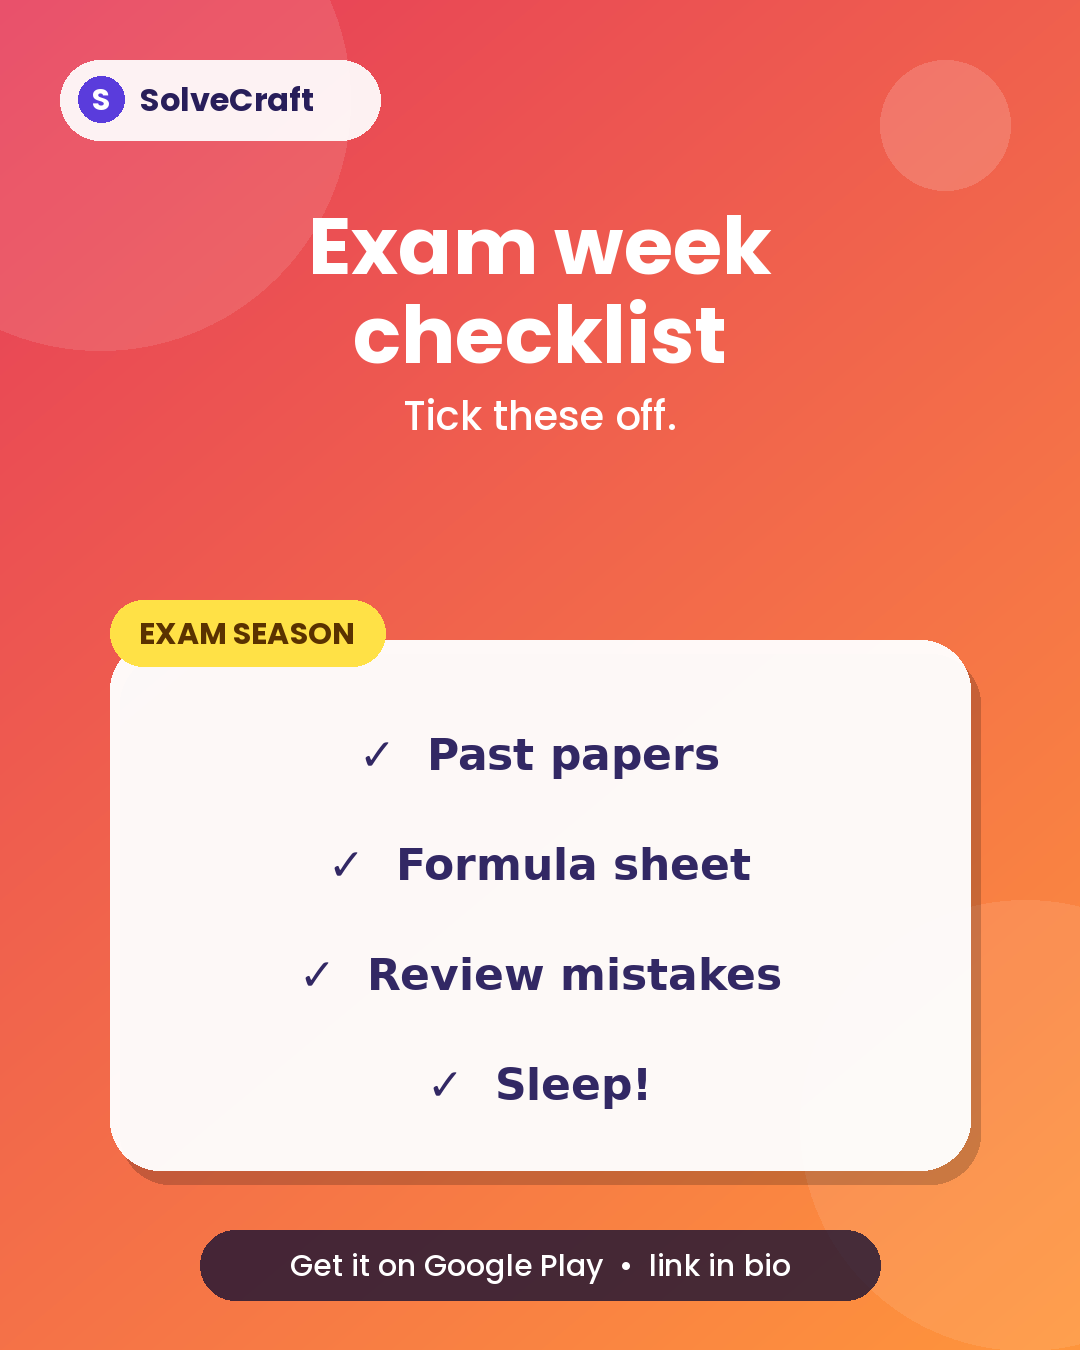 S SolveCraft
Exam week
checklist
Tick these off.
EXAM SEASON
✓ Past papers
✓ Formula sheet
✓ Review mistakes
✓ Sleep!
Get it on Google Play • link in bio